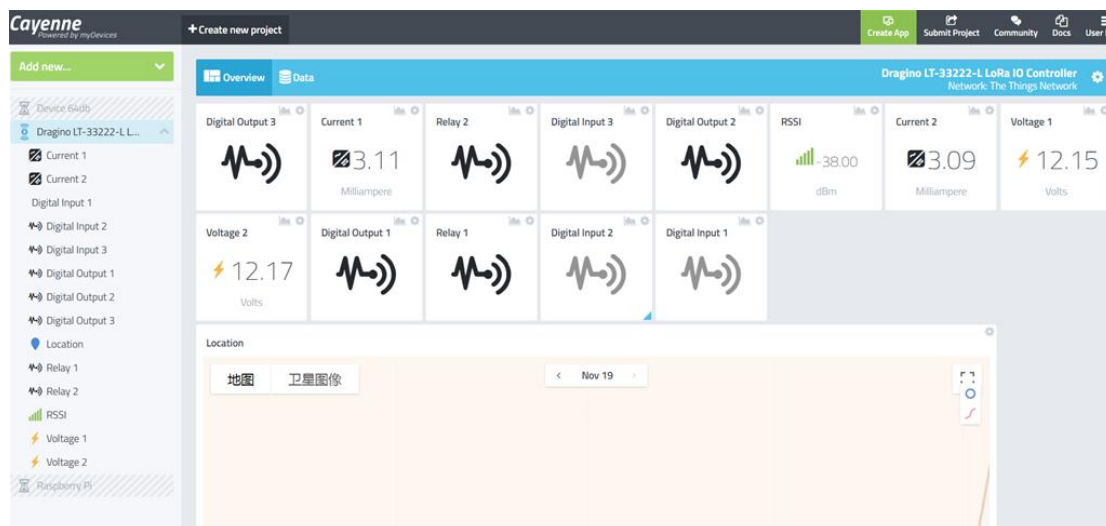 Cayenne
Powered by myDevices
+ Create new project
Create App
Submit Project
Community
Docs
User
Add new...
Device 64db
Dragino LT-33222-L L...
Current 1
Current 2
Digital Input 1
Digital Input 2
Digital Input 3
Digital Output 1
Digital Output 2
Digital Output 3
Location
Relay 1
Relay 2
RSSI
Voltage 1
Voltage 2
Raspberry Pi
Overview
Data
Dragino LT-33222-L LoRa IO Controller
Network: The Things Network
Digital Output 3
Current 1
3.11
Milliampere
Relay 2
Digital Input 3
Digital Output 2
RSSI
-38.00
dBm
Current 2
3.09
Milliampere
Voltage 1
12.15
Volts
Voltage 2
12.17
Volts
Digital Output 1
Relay 1
Digital Input 2
Digital Input 1
Location
地图
卫星图像
< Nov 19 >